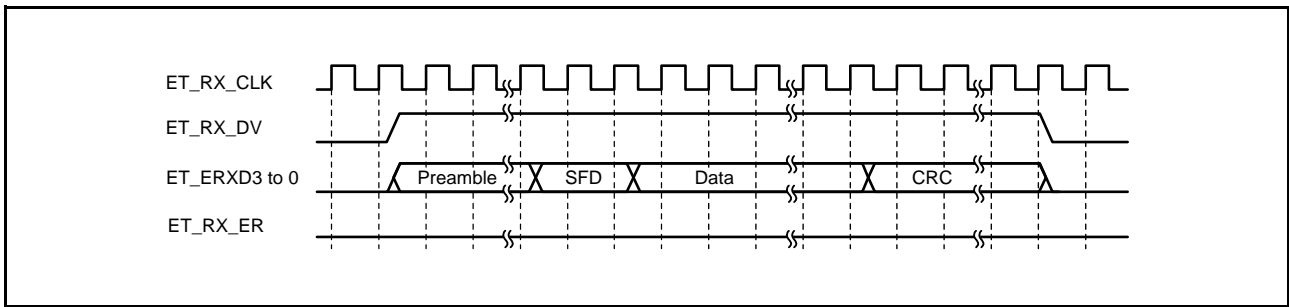 ET_RX_CLK
ET_RX_DV
ET_ERXD3 to 0 Preamble SFD Data CRC
ET_RX_ER